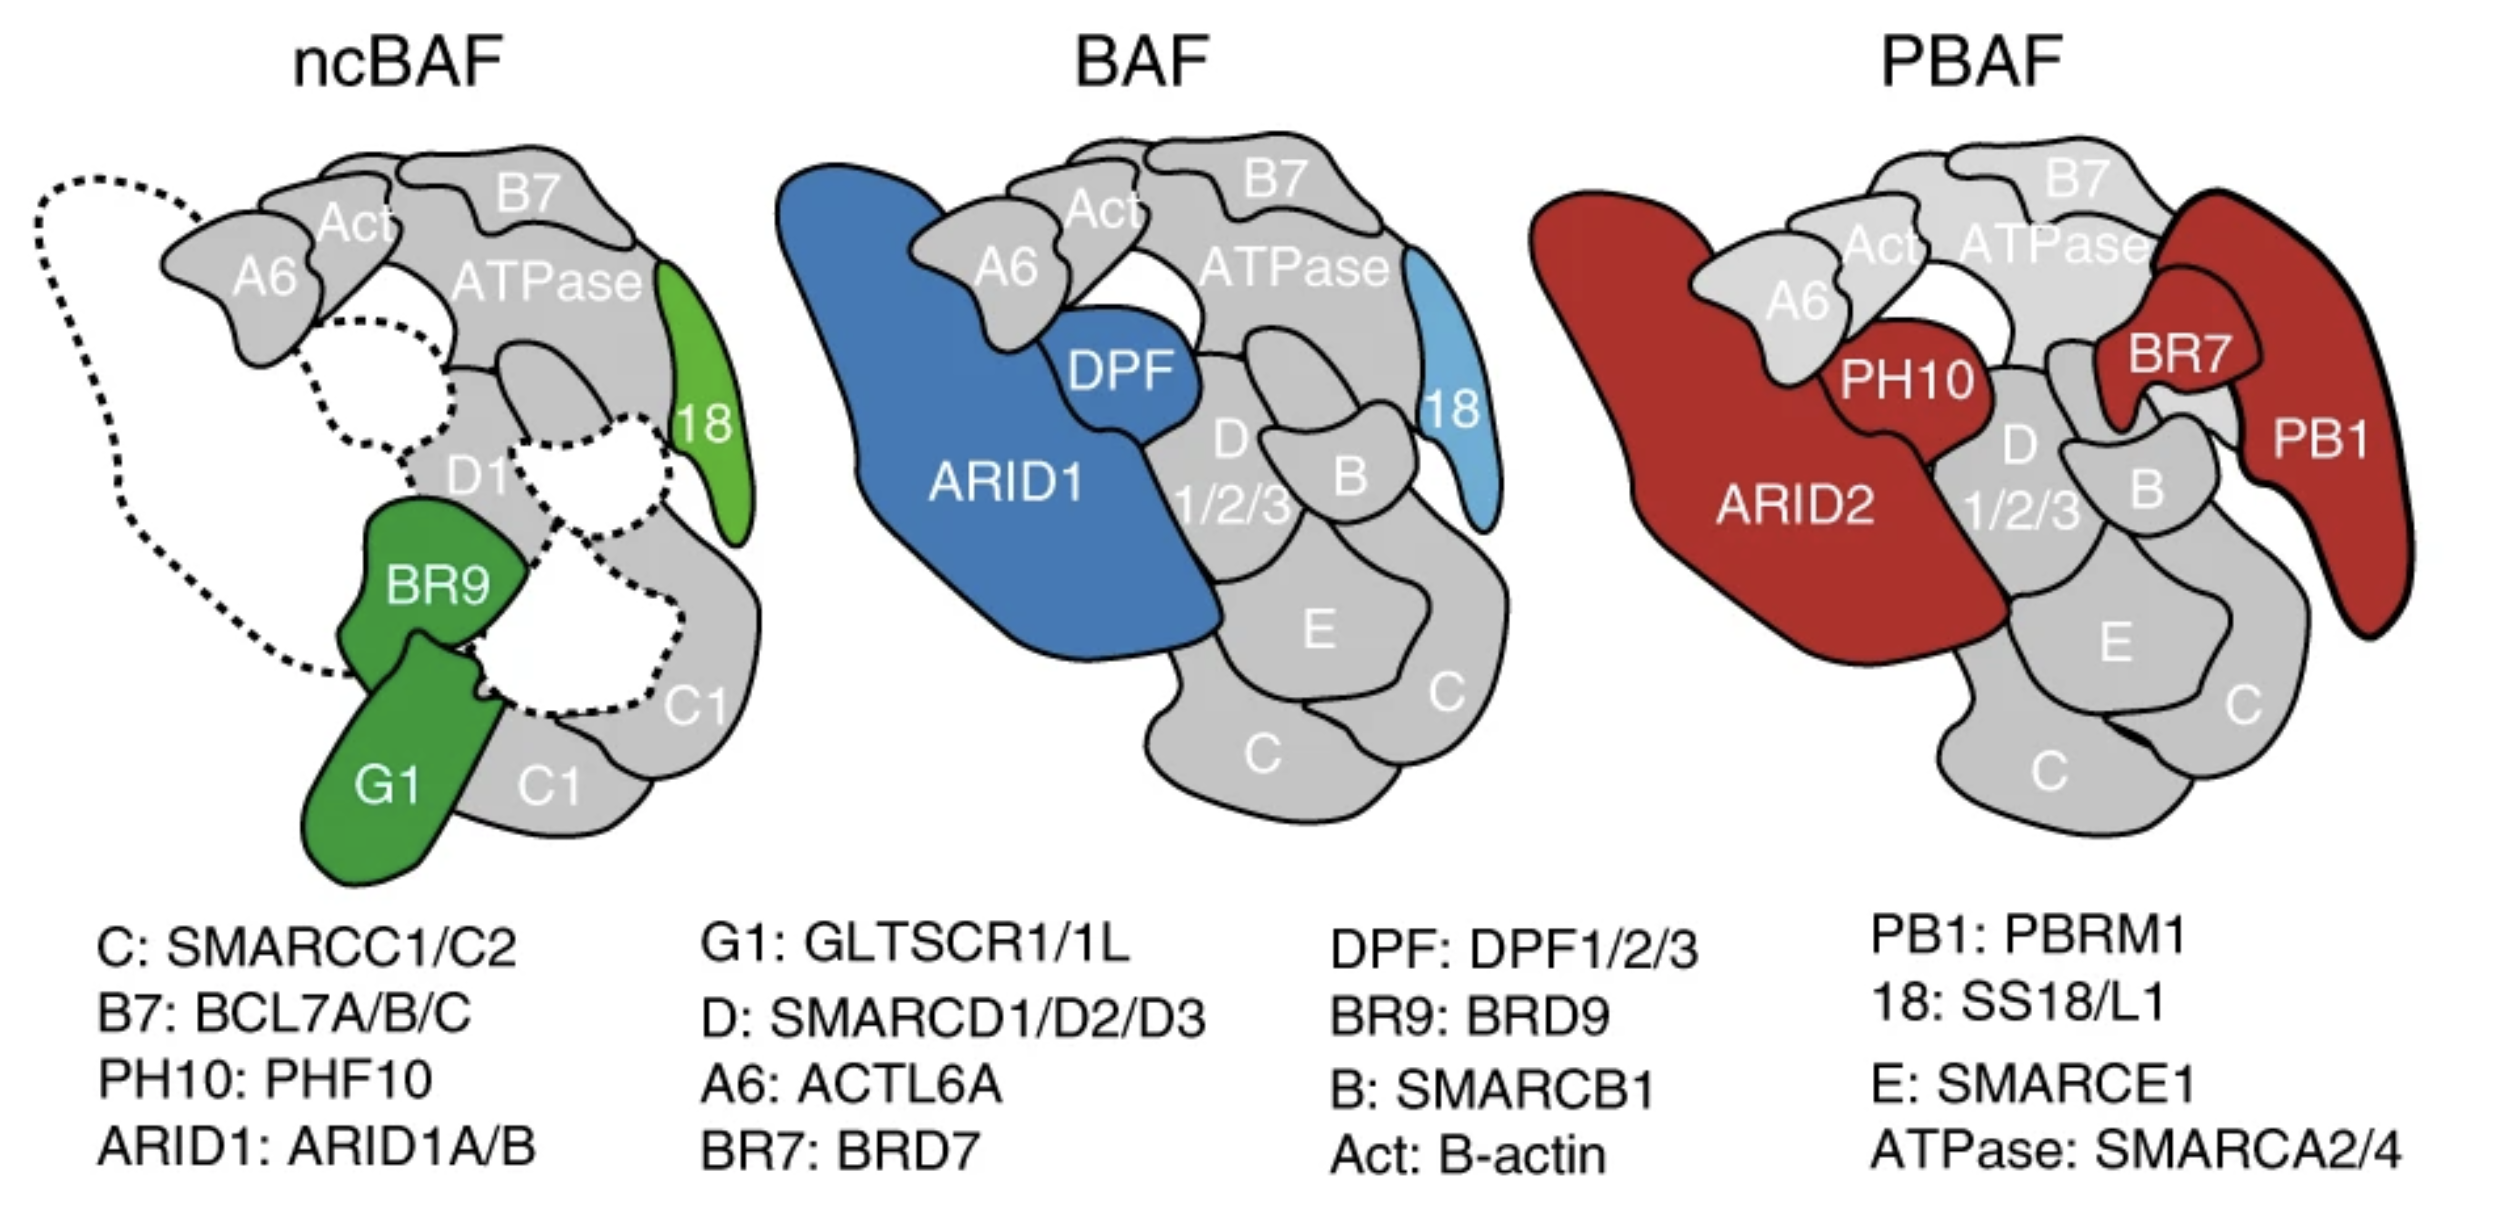 ncBAF
BAF
PBAF
B7
Act
A6
ATPase
18
D1
BR9
C1
G1
C1
B7
Act
A6
ATPase
DPF
18
D
1/2/3
B
ARID1
E
C
C
B7
Act
ATPase
A6
BR7
PH10
PB1
D
1/2/3
B
ARID2
E
C
C
C: SMARCC1/C2
B7: BCL7A/B/C
PH10: PHF10
ARID1: ARID1A/B
G1: GLTSCR1/1L
D: SMARCD1/D2/D3
A6: ACTL6A
BR7: BRD7
DPF: DPF1/2/3
BR9: BRD9
B: SMARCB1
Act: B-actin
PB1: PBRM1
18: SS18/L1
E: SMARCE1
ATPase: SMARCA2/4